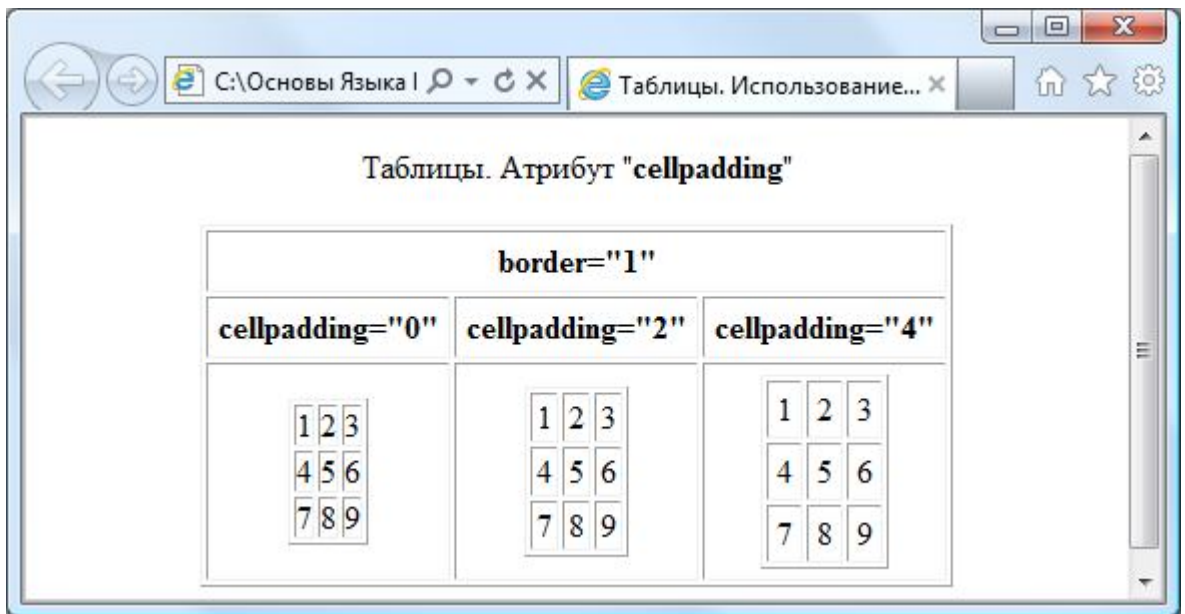 C:\Основы Языка
Таблицы. Использование...
Таблицы. Атрибут "cellpadding"
border="1"
cellpadding="0" cellpadding="2" cellpadding="4"
1 2 3 1 2 3 1 2 3
4 5 6 4 5 6 4 5 6
7 8 9 7 8 9 7 8 9